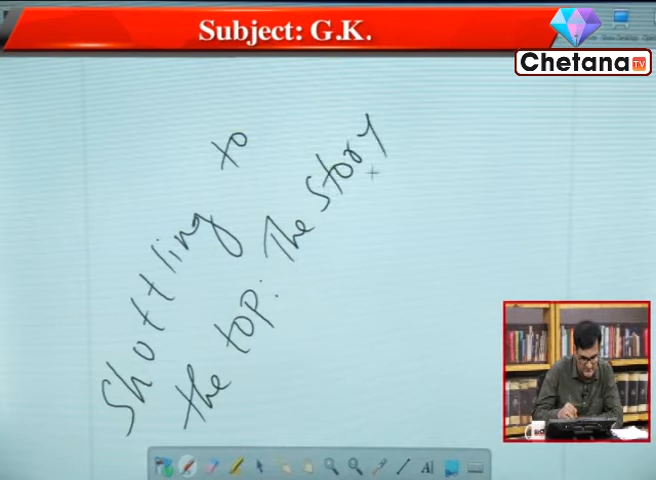 Subject: G.K.
Chetana TV
Shuttling to
the top: The story
A